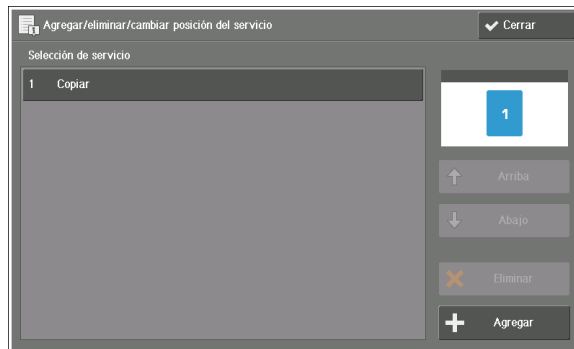 Agregar/eliminar/cambiar posición del servicio
Cerrar
Selección de servicio
1 Copiar
1
Arriba
Abajo
Eliminar
Agregar